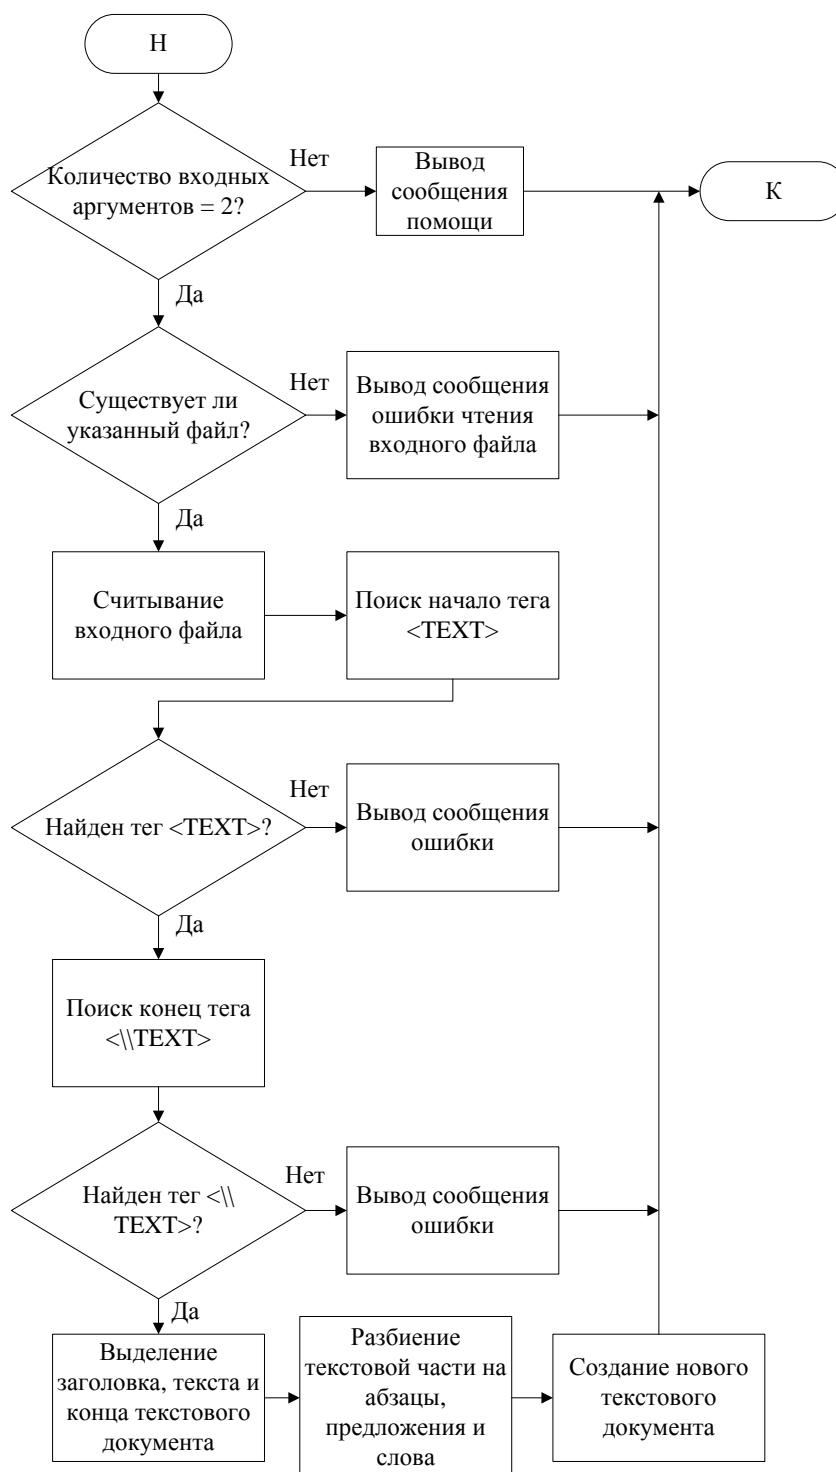 Н
Количество входных
аргументов = 2?
Нет
Вывод
сообщения
помощи
К
Да
Существует ли
указанный файл?
Нет
Вывод сообщения
ошибки чтения
входного файла
Да
Считывание
входного файла
Поиск начало тега
<TEXT>
Найден тег <TEXT>?
Нет
Вывод сообщения
ошибки
Да
Поиск конец тега
<\\TEXT>
Найден тег <\\
TEXT>?
Нет
Вывод сообщения
ошибки
Да
Выделение
заголовка, текста и
конца текстового
документа
Разбиение
текстовой части на
абзацы,
предложения и
слова
Создание нового
текстового
документа